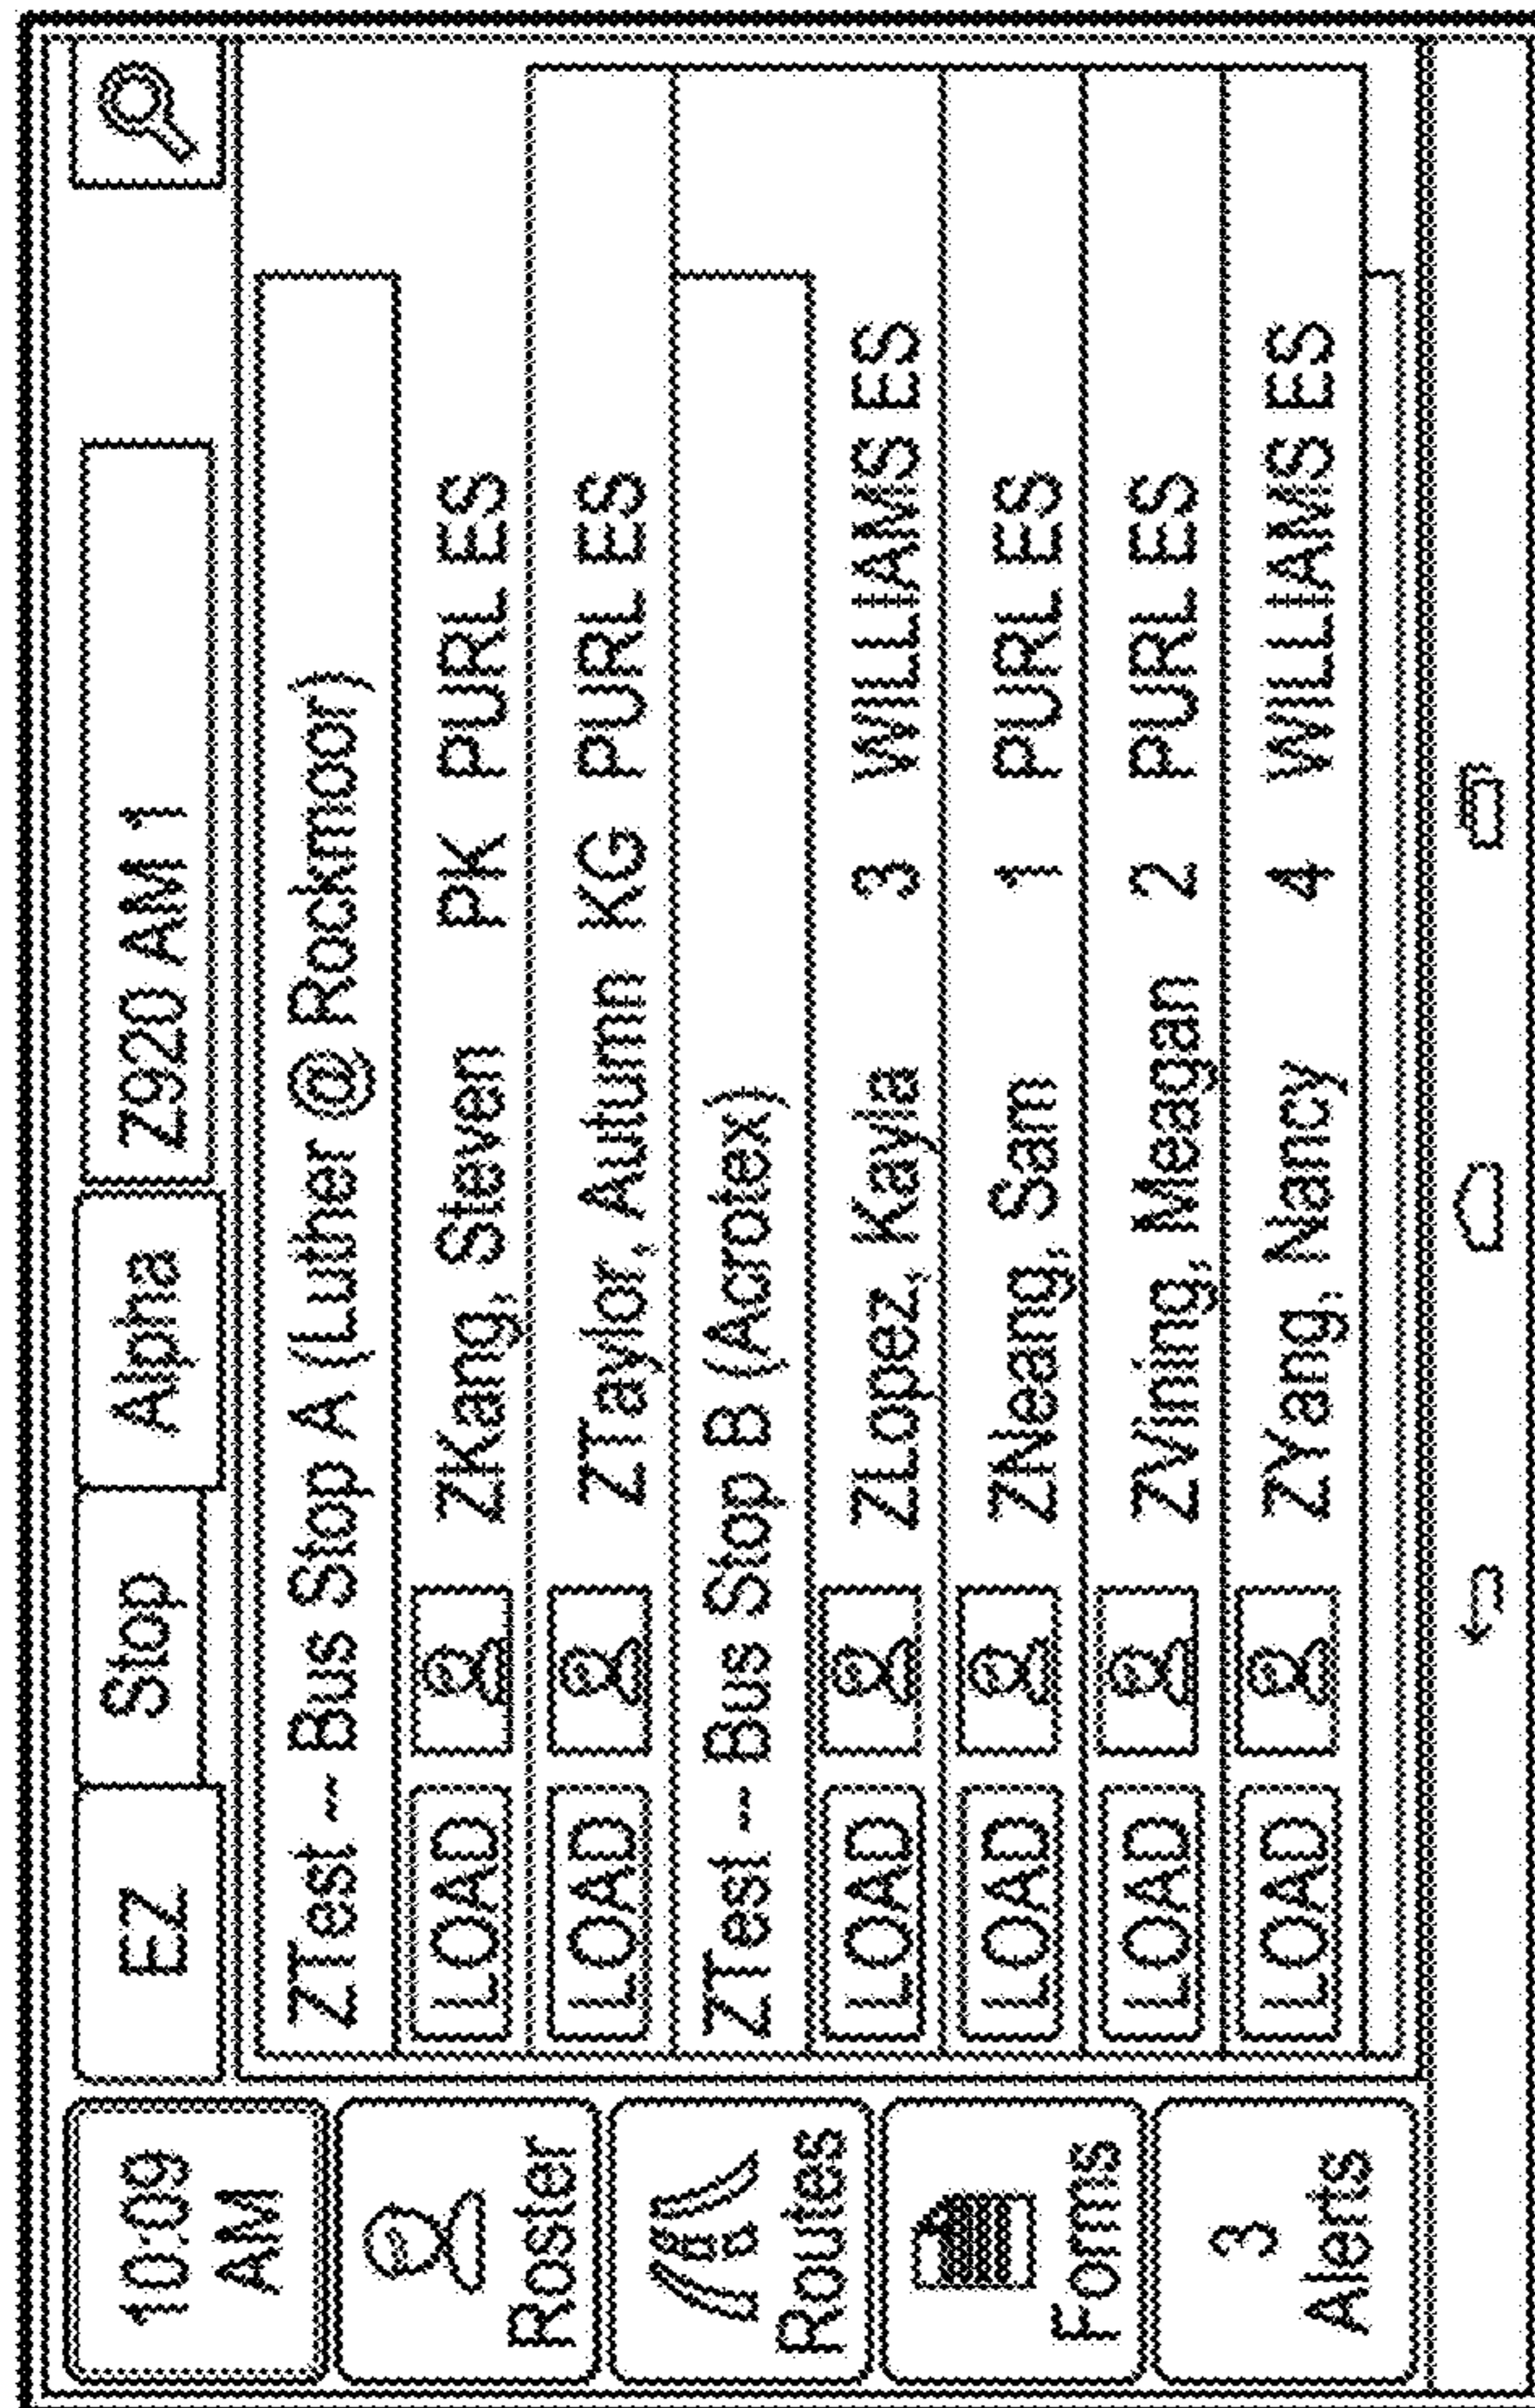 10:09
AM
EZ
Stop
Alpha
Z920 AM 1
Roster
Routes
Forms
3
Alerts
ZTest -- Bus Stop A (Luther @ Rockmoor)
LOAD ZKang, Steven PK PURL ES
LOAD ZTaylor, Autumn KG PURL ES
ZTest -- Bus Stop B (Acrotex)
LOAD ZLopez, Kayla 3 WILLIAMS ES
LOAD ZNeang, Sam 1 PURL ES
LOAD ZVining, Meagan 2 PURL ES
LOAD ZYang, Nancy 4 WILLIAMS ES